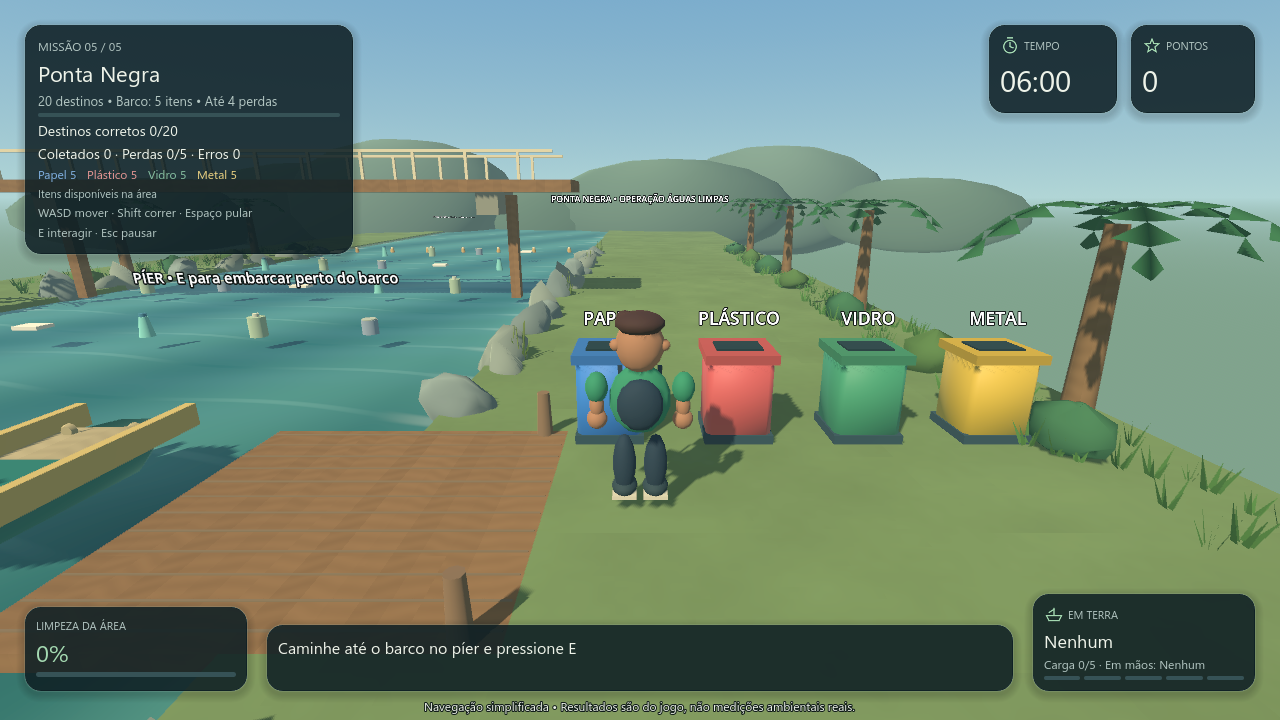 MISSÃO 05 / 05
Ponta Negra
20 destinos • Barco: 5 itens • Até 4 perdas
Destinos corretos 0/20
Coletados 0 · Perdas 0/5 · Erros 0
Papel 5 Plástico 5 Vidro 5 Metal 5
Itens disponíveis na área
WASD mover · Shift correr · Espaço pular
E interagir · Esc pausar
TEMPO
06:00
PONTOS
0
PONTA NEGRA • OPERAÇÃO ÁGUAS LIMPAS
PÍER • E para embarcar perto do barco
PLÁSTICO
VIDRO
METAL
LIMPEZA DA ÁREA
0%
Caminhe até o barco no píer e pressione E
EM TERRA
Nenhum
Carga 0/5 · Em mãos: Nenhum
Navegação simplificada • Resultados são do jogo, não medições ambientais reais.